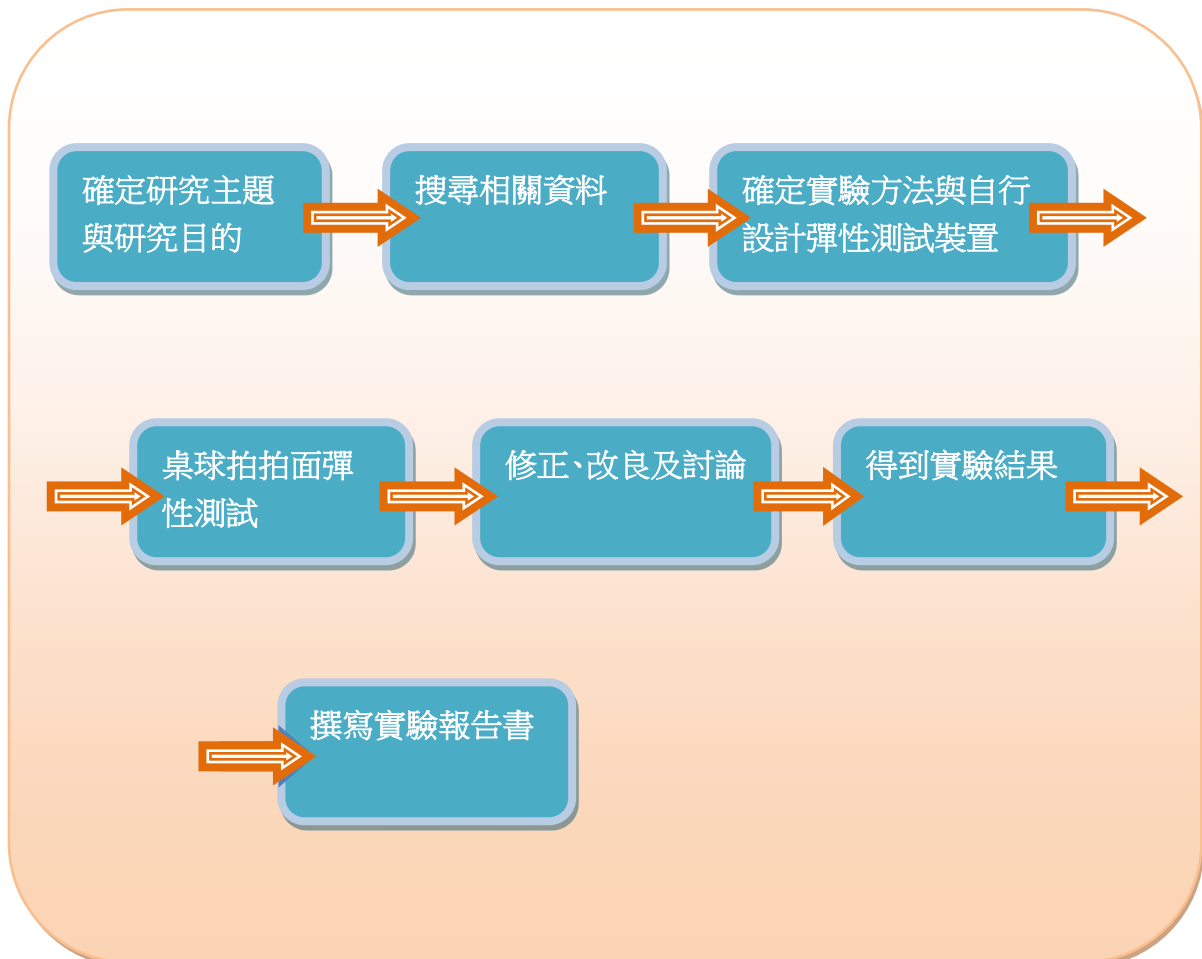 確定研究主題
與研究目的
搜尋相關資料
確定實驗方法與自行
設計彈性測試裝置
桌球拍拍面彈
性測試
修正、改良及討論
得到實驗結果
撰寫實驗報告書